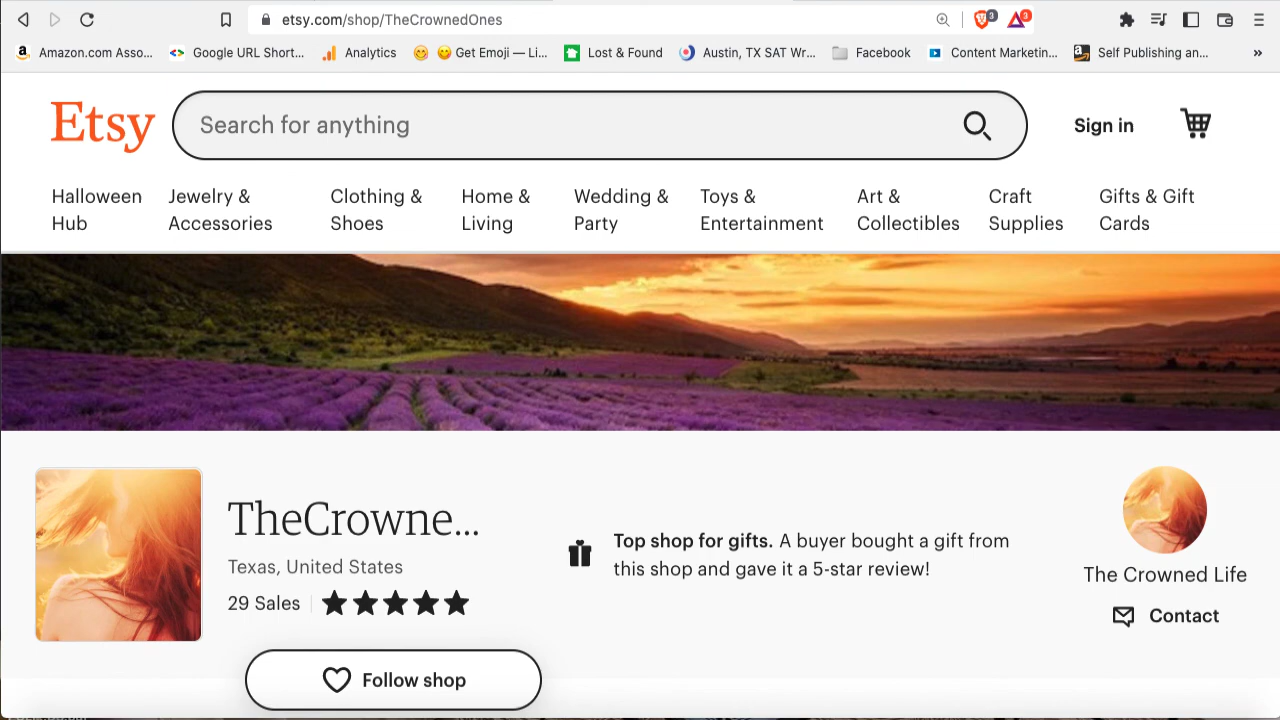 etsy.com/shop/TheCrownedOnes
3
3
Amazon.com Asso...
Google URL Short...
Analytics
Get Emoji — Li...
Lost & Found
Austin, TX SAT Wr...
Facebook
Content Marketin...
Self Publishing an...
»
Etsy
Search for anything
Sign in
Halloween
Hub
Jewelry &
Accessories
Clothing &
Shoes
Home &
Living
Wedding &
Party
Toys &
Entertainment
Art &
Collectibles
Craft
Supplies
Gifts & Gift
Cards
TheCrowne...
Texas, United States
29 Sales
Top shop for gifts. A buyer bought a gift from
this shop and gave it a 5-star review!
The Crowned Life
Contact
Follow shop